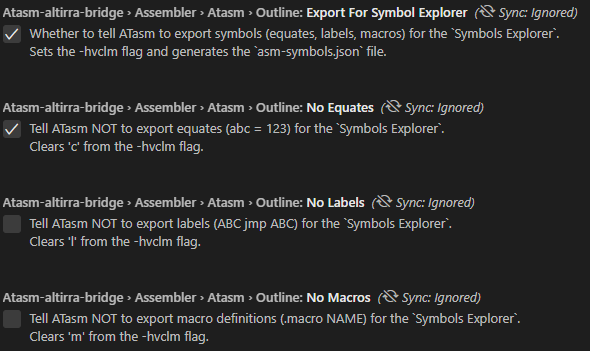 Atasm-altirra-bridge › Assembler › Atasm › Outline: Export For Symbol Explorer (Sync: Ignored)
Whether to tell ATasm to export symbols (equates, labels, macros) for the `Symbols Explorer`.
Sets the -hvclm flag and generates the `asm-symbols.json` file.
Atasm-altirra-bridge › Assembler › Atasm › Outline: No Equates (Sync: Ignored)
Tell ATasm NOT to export equates (abc = 123) for the `Symbols Explorer`.
Clears 'c' from the -hvclm flag.
Atasm-altirra-bridge › Assembler › Atasm › Outline: No Labels (Sync: Ignored)
Tell ATasm NOT to export labels (ABC jmp ABC) for the `Symbols Explorer`.
Clears 'l' from the -hvclm flag.
Atasm-altirra-bridge › Assembler › Atasm › Outline: No Macros (Sync: Ignored)
Tell ATasm NOT to export macro definitions (.macro NAME) for the `Symbols Explorer`.
Clears 'm' from the -hvclm flag.